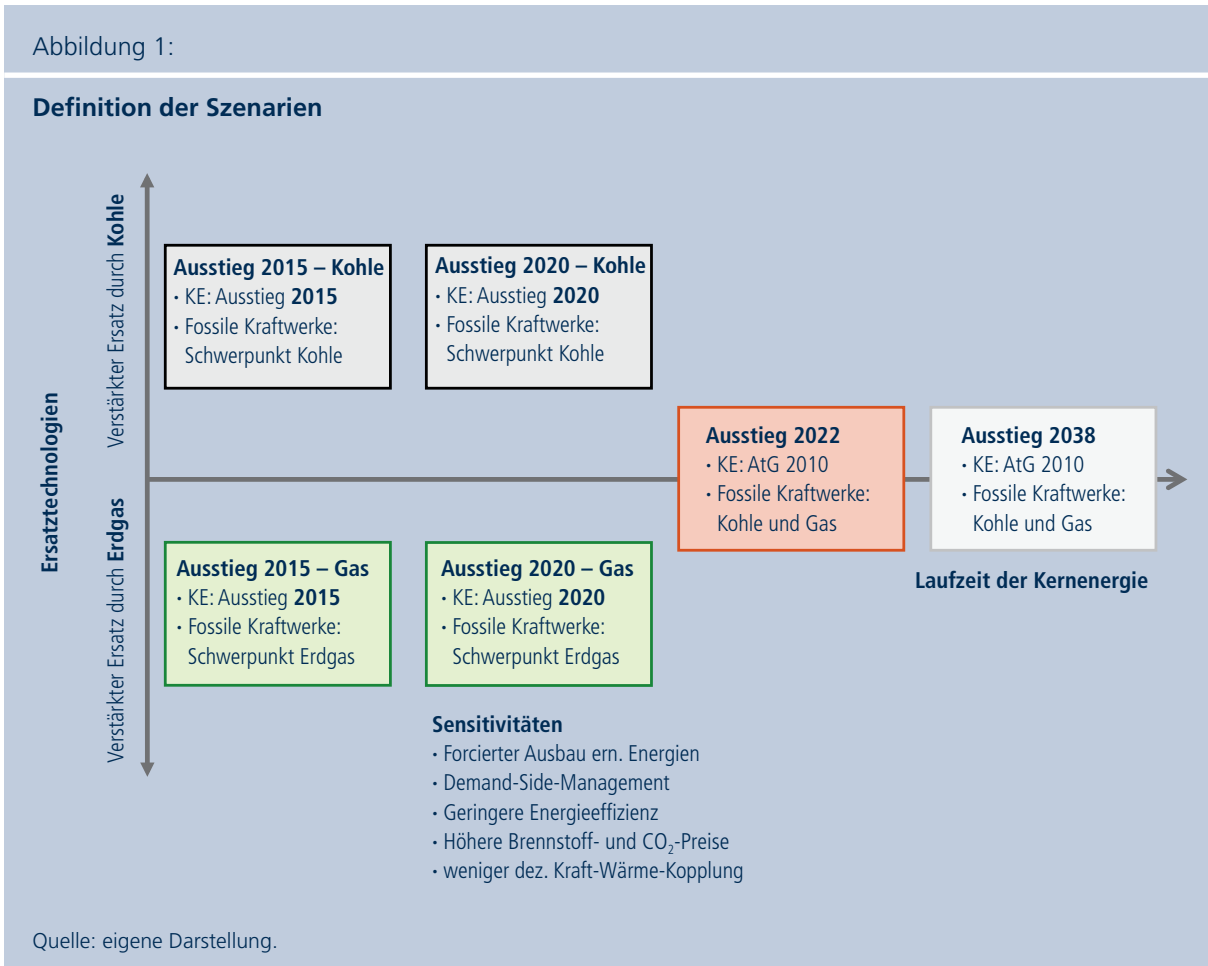 Abbildung 1:
Definition der Szenarien
Ersatztechnologien
Verstärkter Ersatz durch Kohle
Verstärkter Ersatz durch Erdgas
Ausstieg 2015 – Kohle
· KE: Ausstieg 2015
· Fossile Kraftwerke:
Schwerpunkt Kohle
Ausstieg 2020 – Kohle
· KE: Ausstieg 2020
· Fossile Kraftwerke:
Schwerpunkt Kohle
Ausstieg 2022
· KE: AtG 2010
· Fossile Kraftwerke:
Kohle und Gas
Ausstieg 2038
· KE: AtG 2010
· Fossile Kraftwerke:
Kohle und Gas
Laufzeit der Kernenergie
Ausstieg 2015 – Gas
· KE: Ausstieg 2015
· Fossile Kraftwerke:
Schwerpunkt Erdgas
Ausstieg 2020 – Gas
· KE: Ausstieg 2020
· Fossile Kraftwerke:
Schwerpunkt Erdgas
Sensitivitäten
· Forcierter Ausbau ern. Energien
· Demand-Side-Management
· Geringere Energieeffizienz
· Höhere Brennstoff- und CO₂-Preise
· weniger dez. Kraft-Wärme-Kopplung
Quelle: eigene Darstellung.